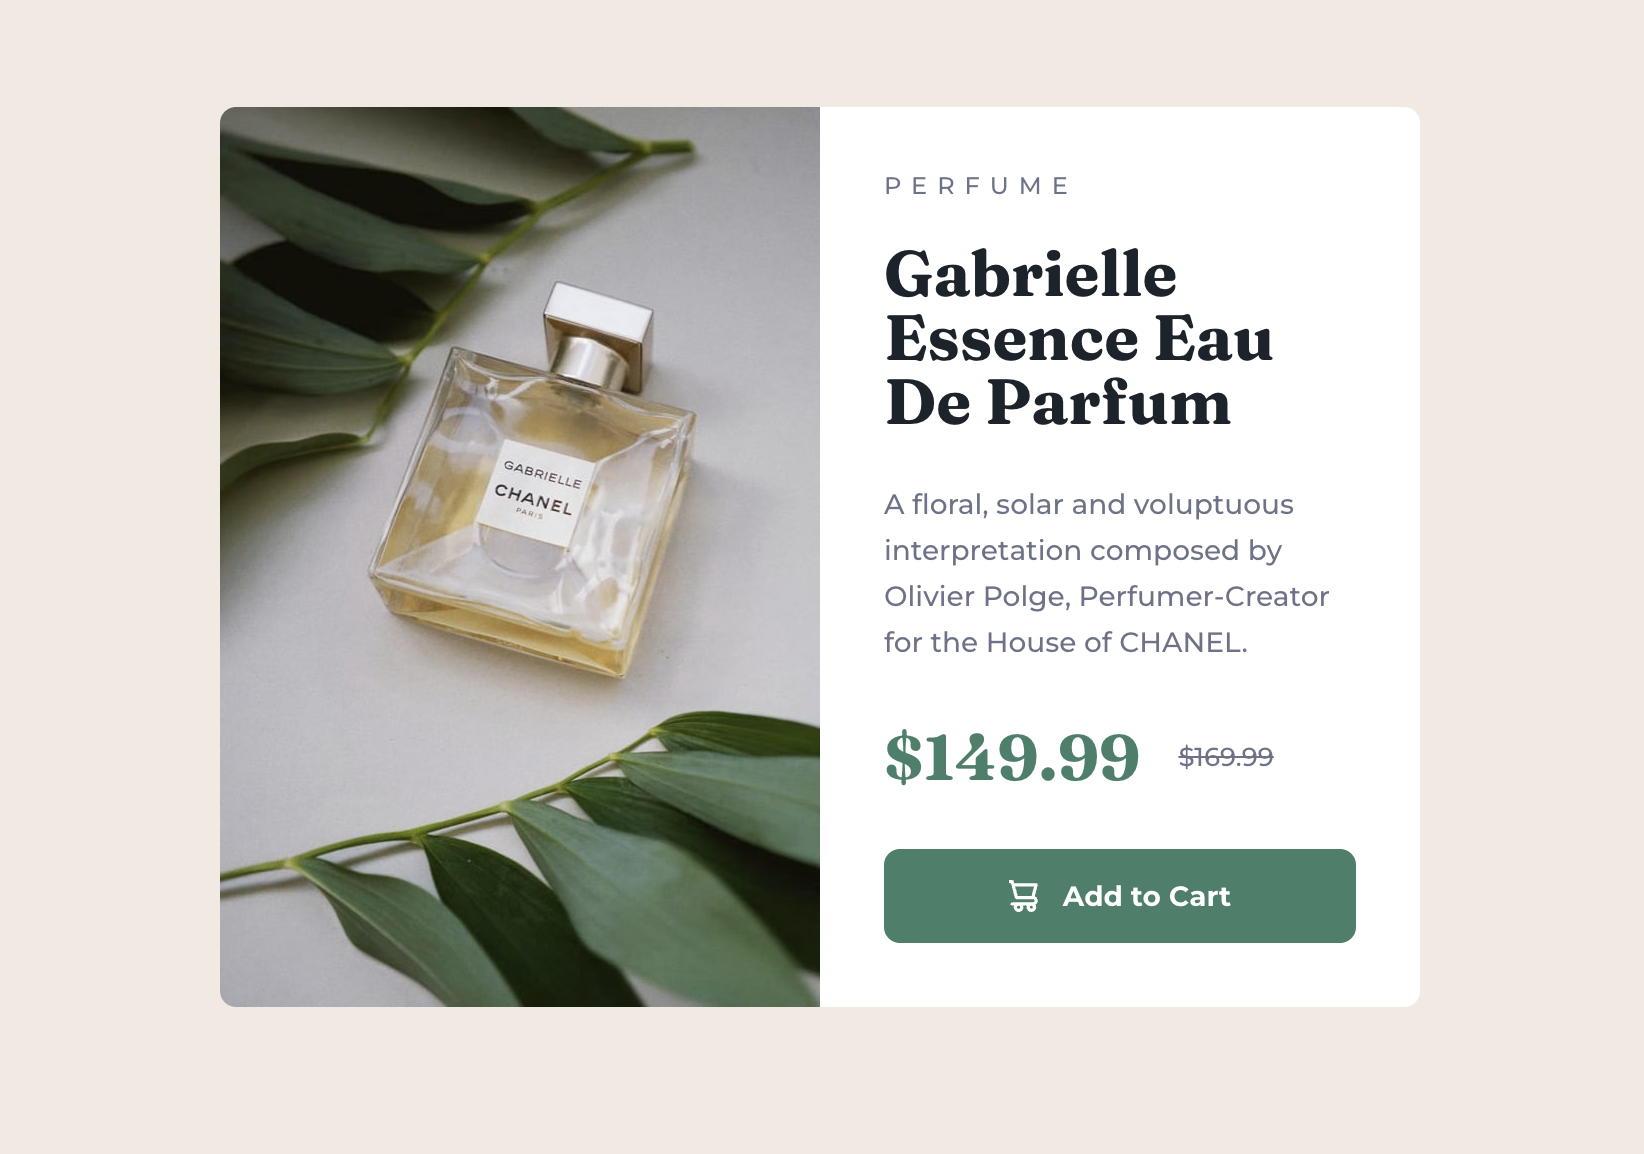 GABRIELLE
CHANEL
PARIS
PERFUME
Gabrielle
Essence Eau
De Parfum
A floral, solar and voluptuous
interpretation composed by
Olivier Polge, Perfumer-Creator
for the House of CHANEL.
$149.99 $169.99
Add to Cart